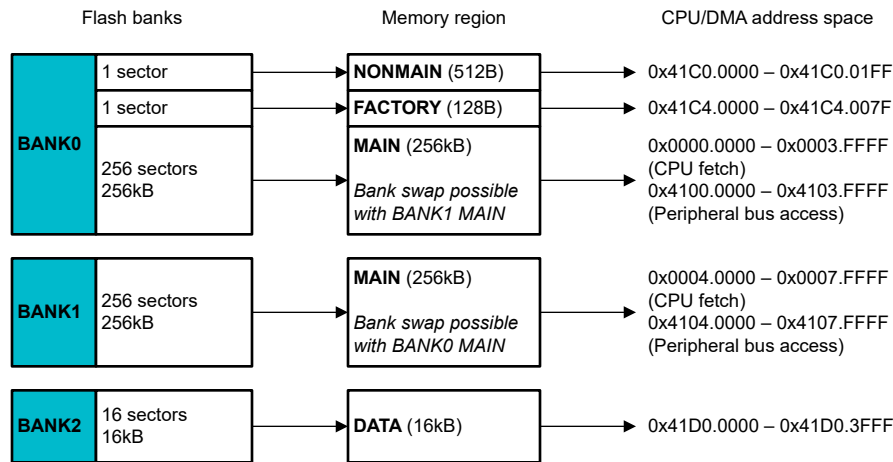 Flash banks
Memory region
CPU/DMA address space
BANK0
1 sector
NONMAIN (512B)
0x41C0.0000 – 0x41C0.01FF
1 sector
FACTORY (128B)
0x41C4.0000 – 0x41C4.007F
256 sectors
256kB
MAIN (256kB)
Bank swap possible
with BANK1 MAIN
0x0000.0000 – 0x0003.FFFF
(CPU fetch)
0x4100.0000 – 0x4103.FFFF
(Peripheral bus access)
BANK1
256 sectors
256kB
MAIN (256kB)
Bank swap possible
with BANK0 MAIN
0x0004.0000 – 0x0007.FFFF
(CPU fetch)
0x4104.0000 – 0x4107.FFFF
(Peripheral bus access)
BANK2
16 sectors
16kB
DATA (16kB)
0x41D0.0000 – 0x41D0.3FFF